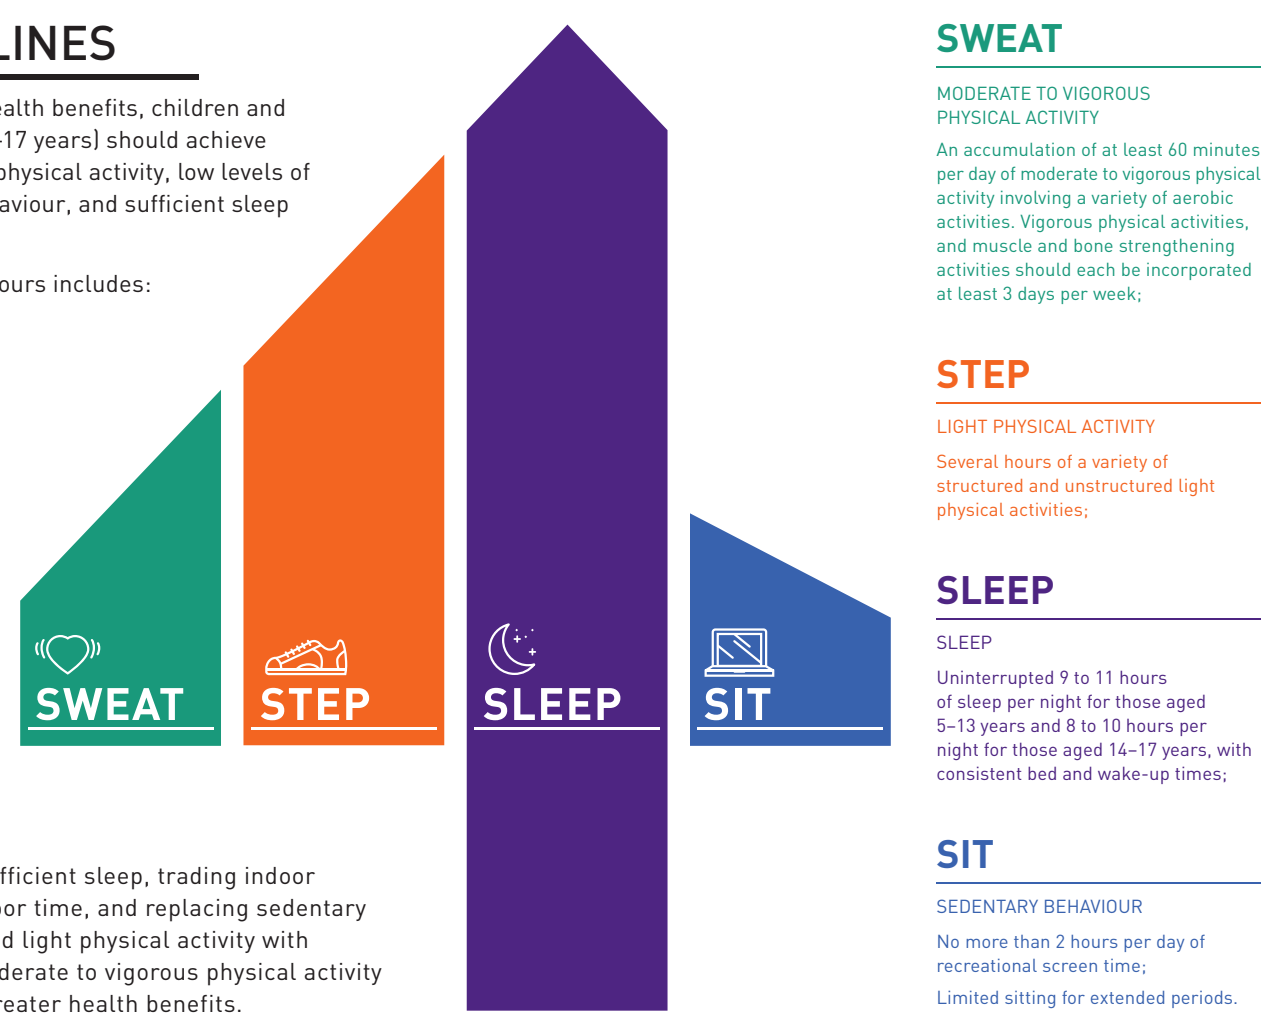 LINES
ealth benefits, children and
–17 years) should achieve
physical activity, low levels of
aviour, and sufficient sleep
ours includes:
SWEAT
STEP
SLEEP
SIT
fficient sleep, trading indoor
oor time, and replacing sedentary
d light physical activity with
derate to vigorous physical activity
reater health benefits.
SWEAT
MODERATE TO VIGOROUS
PHYSICAL ACTIVITY
An accumulation of at least 60 minutes
per day of moderate to vigorous physical
activity involving a variety of aerobic
activities. Vigorous physical activities,
and muscle and bone strengthening
activities should each be incorporated
at least 3 days per week;
STEP
LIGHT PHYSICAL ACTIVITY
Several hours of a variety of
structured and unstructured light
physical activities;
SLEEP
SLEEP
Uninterrupted 9 to 11 hours
of sleep per night for those aged
5–13 years and 8 to 10 hours per
night for those aged 14–17 years, with
consistent bed and wake-up times;
SIT
SEDENTARY BEHAVIOUR
No more than 2 hours per day of
recreational screen time;
Limited sitting for extended periods.